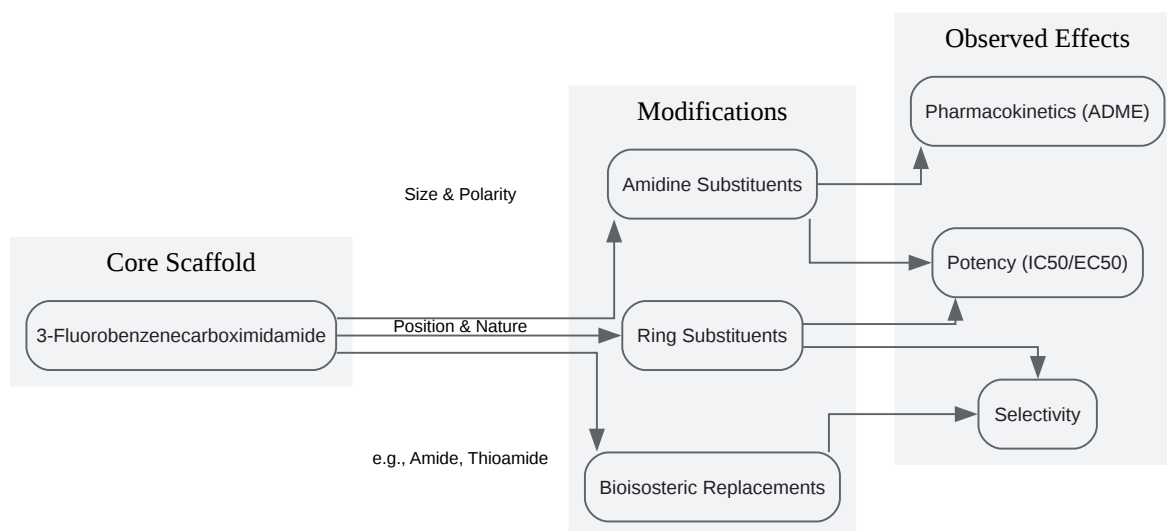 Core Scaffold
3-Fluorobenzenecarboximidamide
Size & Polarity
Position & Nature
e.g., Amide, Thioamide
Modifications
Amidine Substituents
Ring Substituents
Bioisosteric Replacements
Observed Effects
Pharmacokinetics (ADME)
Potency (IC50/EC50)
Selectivity